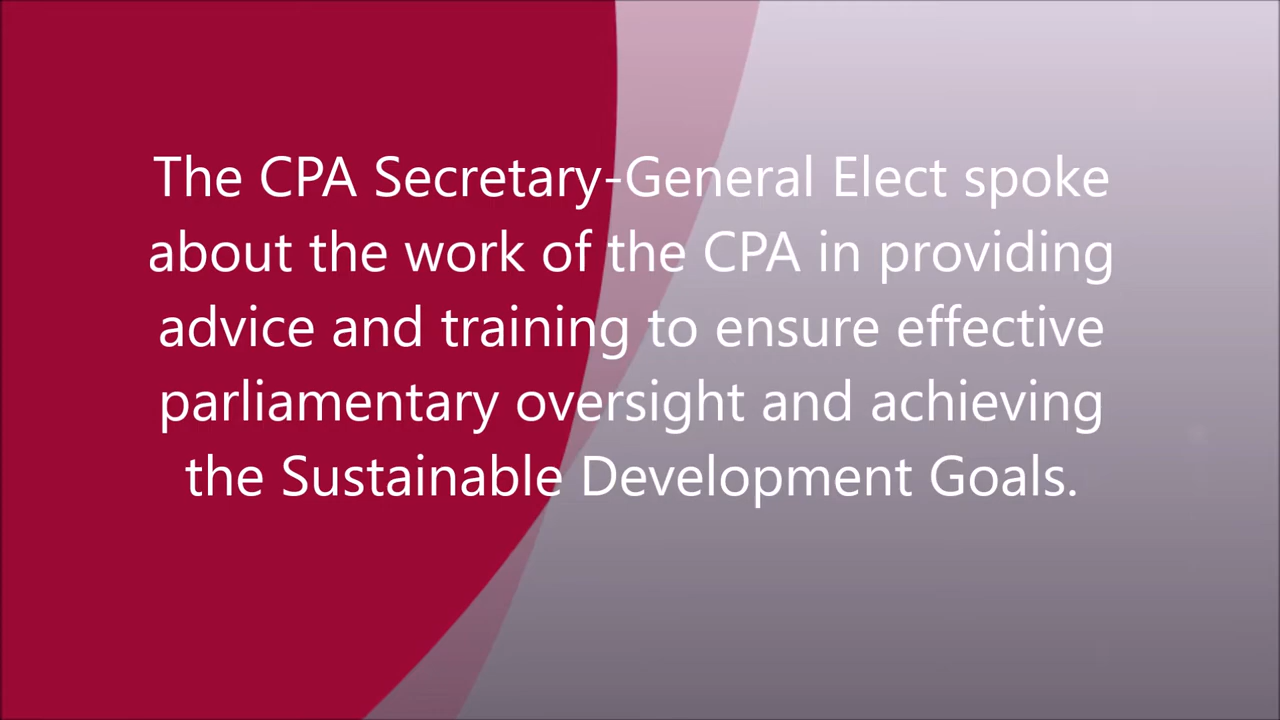 The CPA Secretary-General Elect spoke
about the work of the CPA in providing
advice and training to ensure effective
parliamentary oversight and achieving
the Sustainable Development Goals.